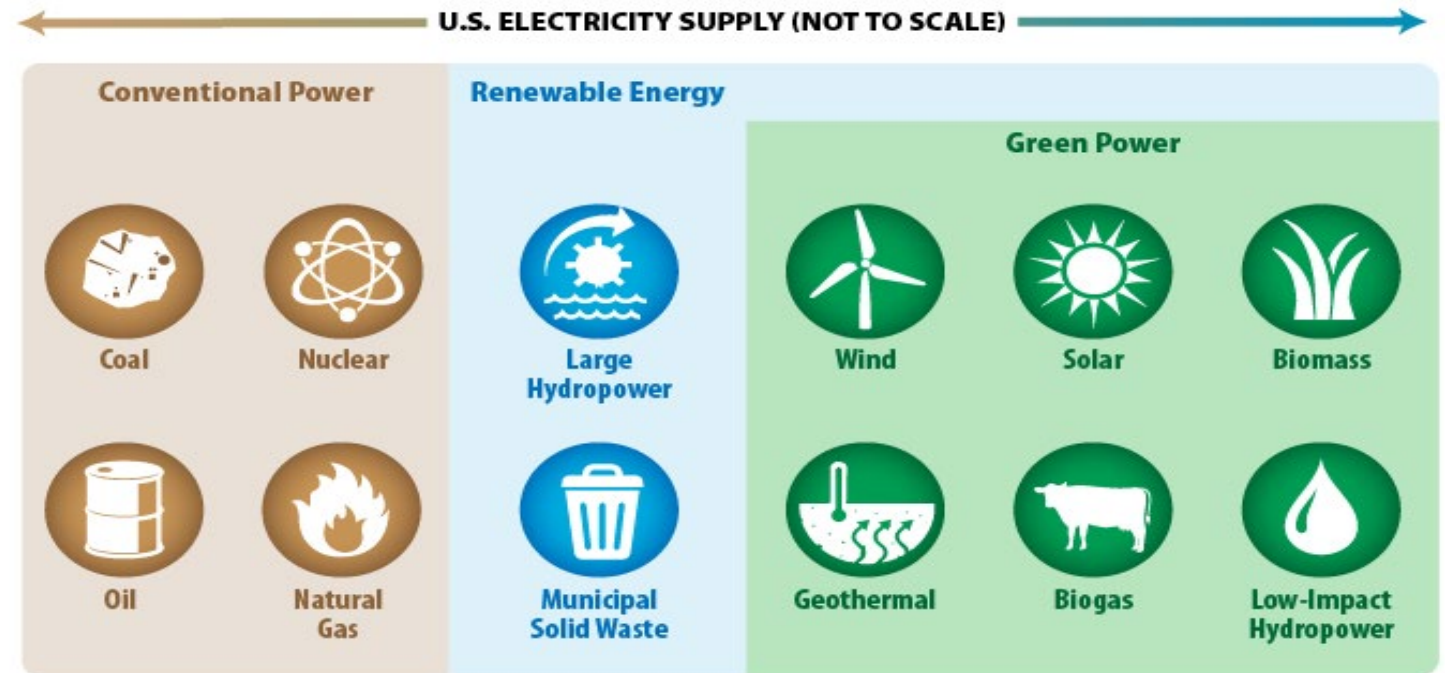 U.S. ELECTRICITY SUPPLY (NOT TO SCALE)
Conventional Power
Renewable Energy
Green Power
Coal
Nuclear
Large
Hydropower
Wind
Solar
Biomass
Oil
Natural
Gas
Municipal
Solid Waste
Geothermal
Biogas
Low-Impact
Hydropower